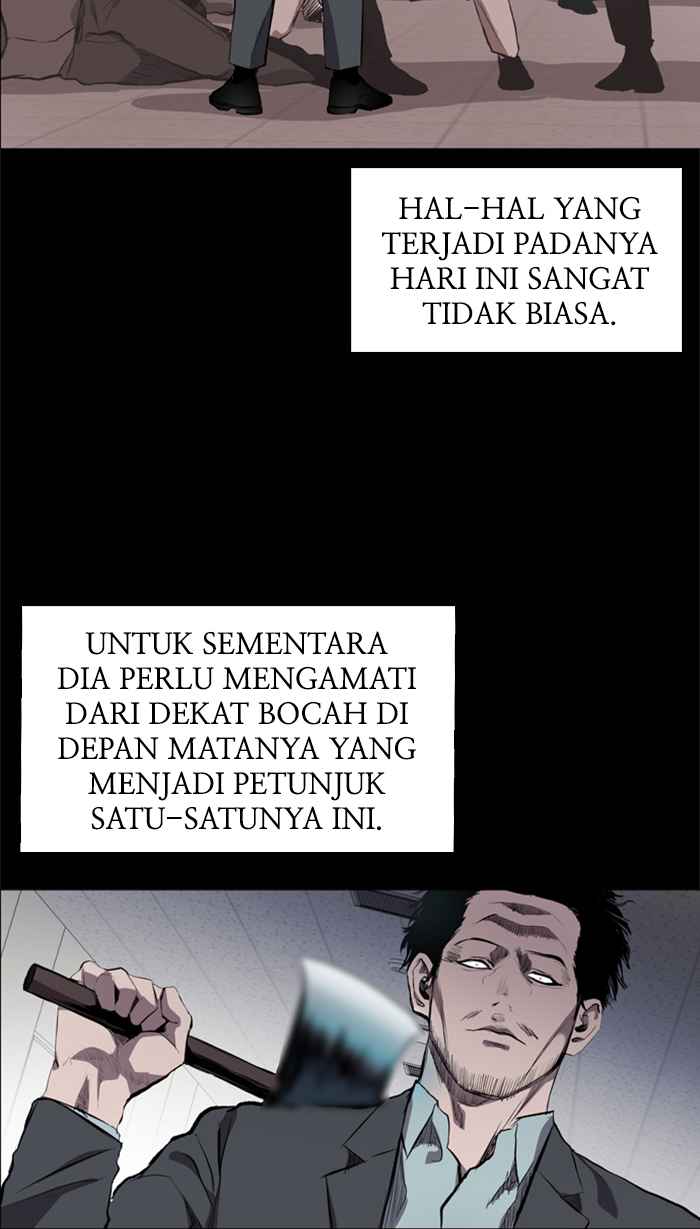 HAL-HAL YANG
TERJADI PADANYA
HARI INI SANGAT
TIDAK BIASA.
UNTUK SEMENTARA
DIA PERLU MENGAMATI
DARI DEKAT BOCAH DI
DEPAN MATANYA YANG
MENJADI PETUNJUK
SATU-SATUNYA INI.